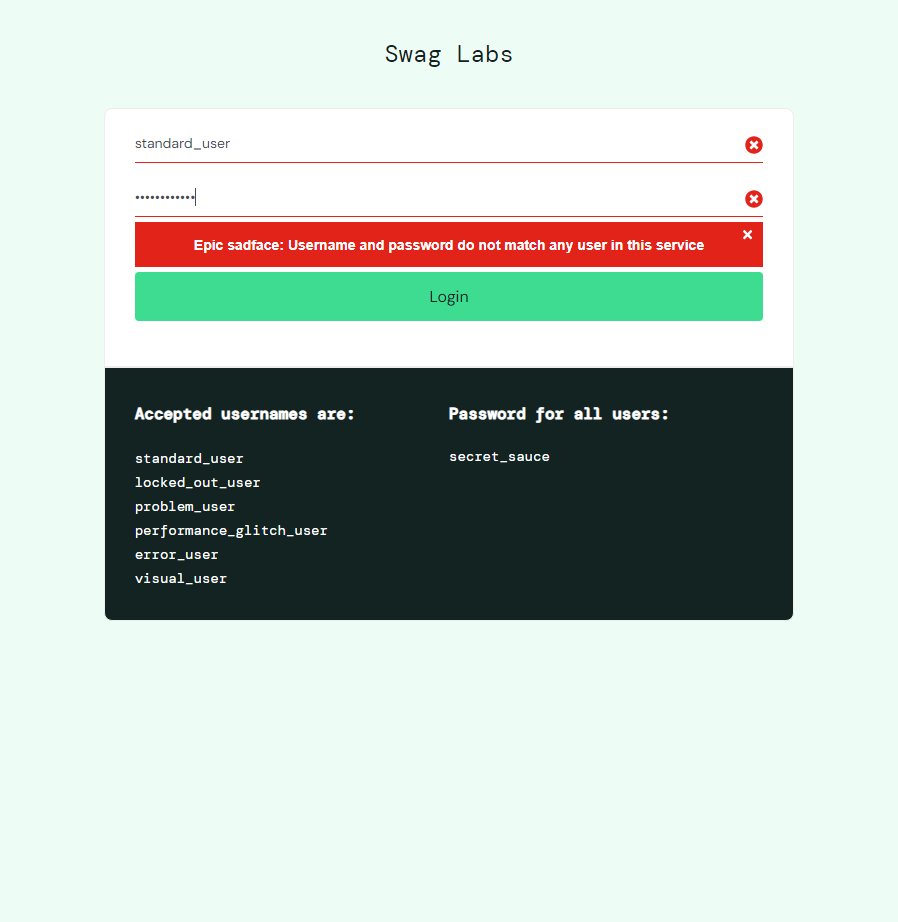 Swag Labs
standard_user
••••••••••••
Epic sadface: Username and password do not match any user in this service
Login
Accepted usernames are:
standard_user
locked_out_user
problem_user
performance_glitch_user
error_user
visual_user
Password for all users:
secret_sauce